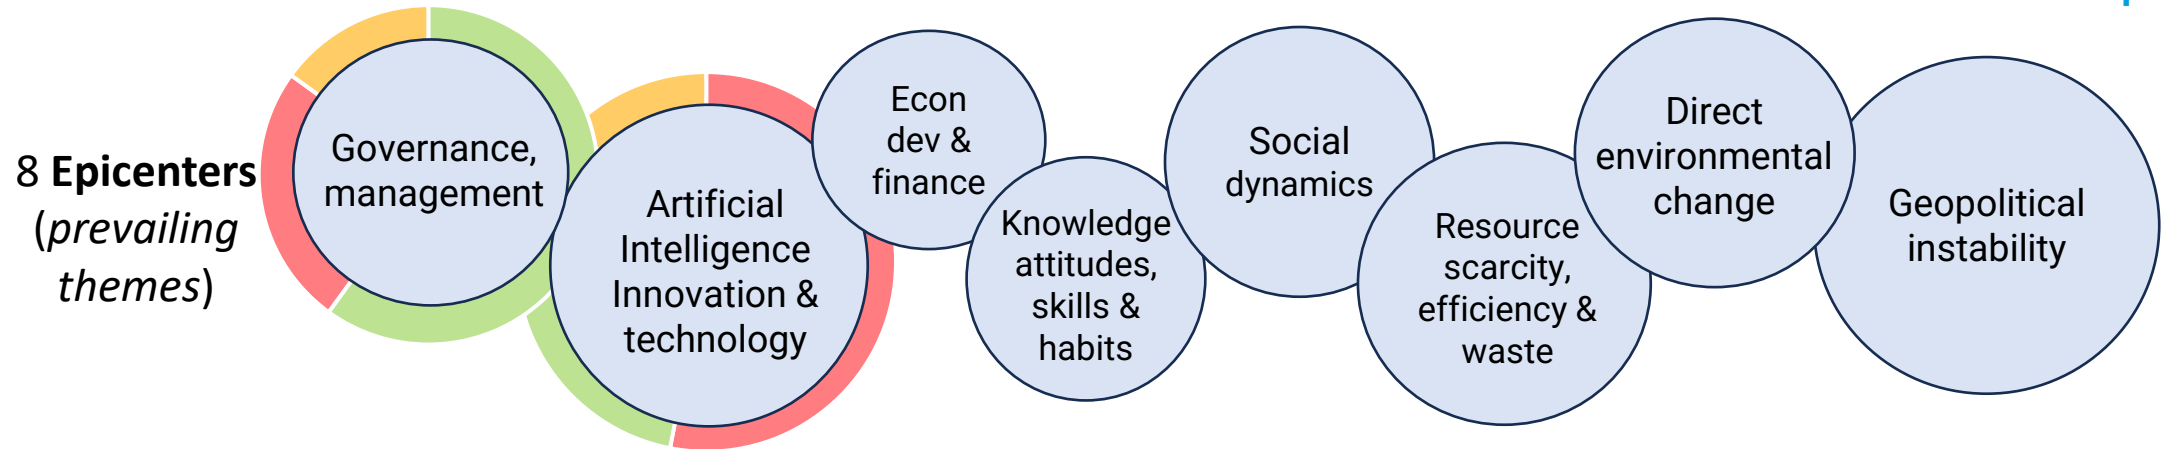 8 Epicenters
(prevailing
themes)
Governance,
management
Artificial
Intelligence
Innovation &
technology
Econ
dev &
finance
Knowledge
attitudes,
skills &
habits
Social
dynamics
Resource
scarcity,
efficiency &
waste
Direct
environmental
change
Geopolitical
instability